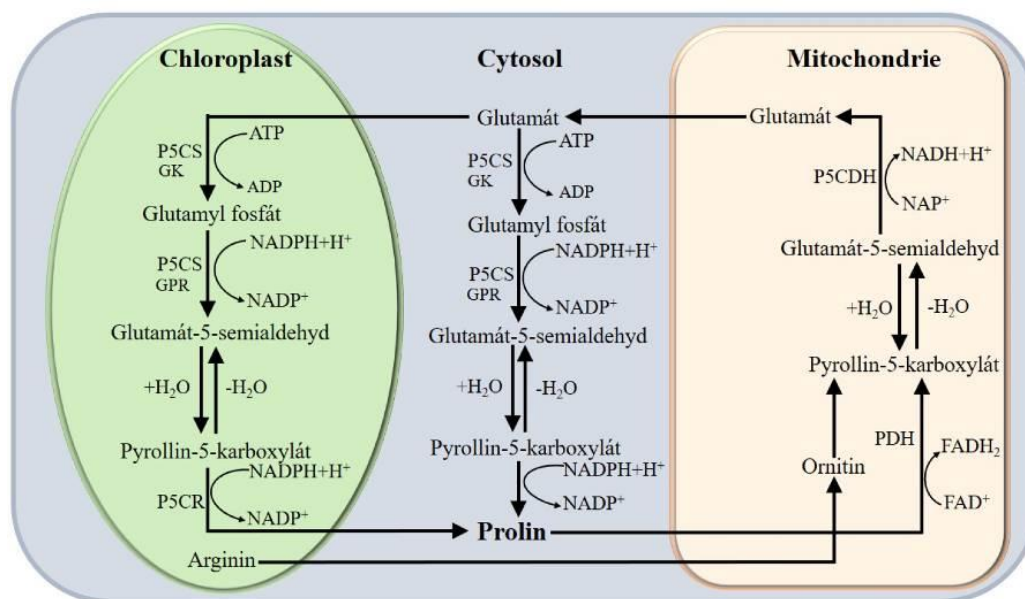 Chloroplast
Cytosol
Mitochondrie
Glutamát
Glutamát
P5CS
GK
ATP
ADP
P5CS
GK
ATP
ADP
P5CDH
NADH+H⁺
NAP⁺
Glutamyl fosfát
Glutamyl fosfát
Glutamát-5-semialdehyd
P5CS
GPR
NADPH+H⁺
NADP⁺
P5CS
GPR
NADPH+H⁺
NADP⁺
+H₂O
-H₂O
Glutamát-5-semialdehyd
Glutamát-5-semialdehyd
Pyrollin-5-karboxylát
+H₂O
-H₂O
+H₂O
-H₂O
Pyrollin-5-karboxylát
Pyrollin-5-karboxylát
PDH
FADH₂
FAD⁺
Ornitin
P5CR
NADPH+H⁺
NADP⁺
NADPH+H⁺
NADP⁺
Prolin
Arginin